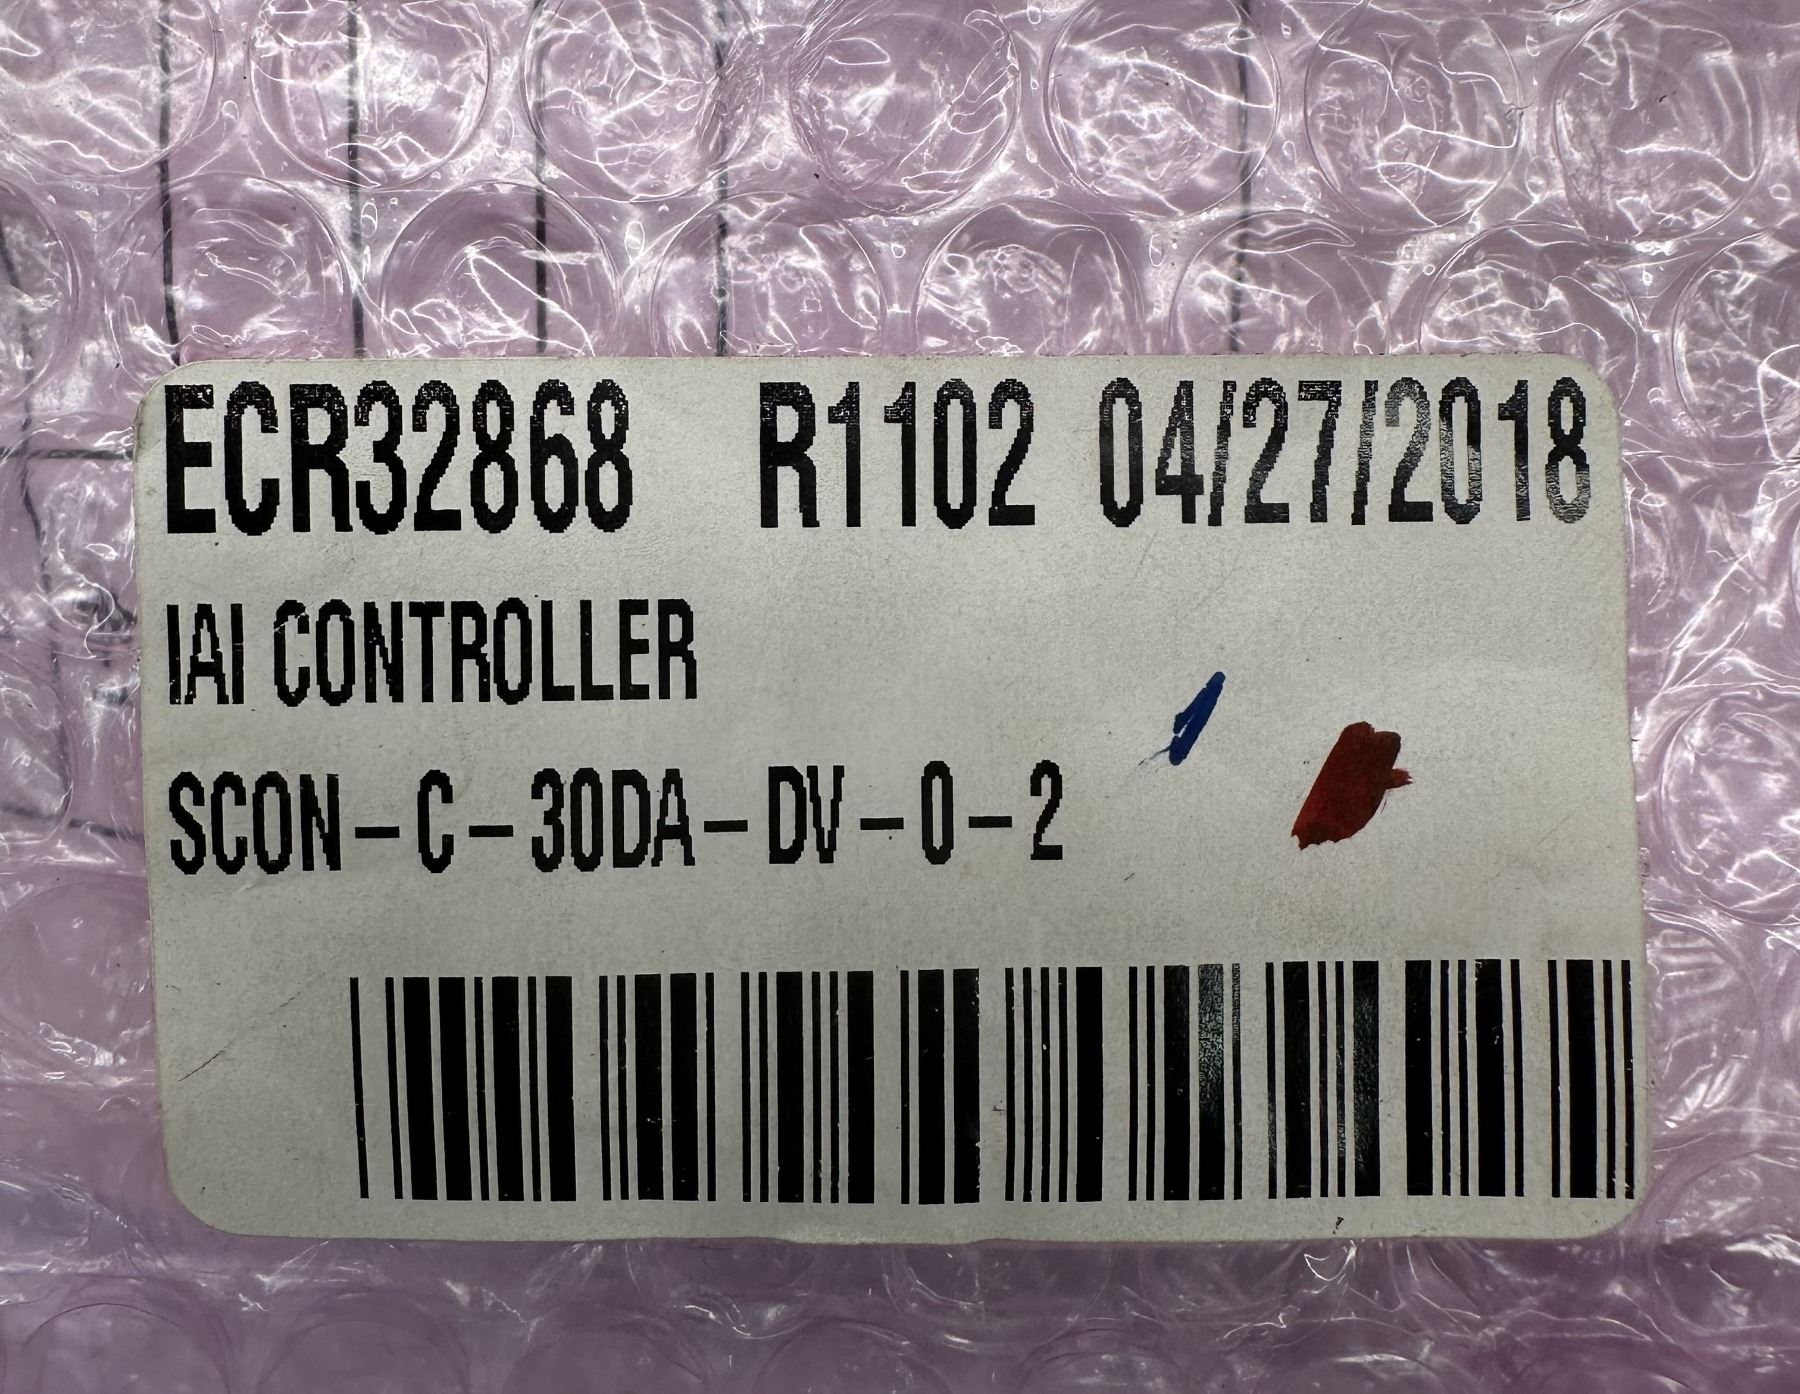 ECR32868 R1102 04/27/2018
IAI CONTROLLER
SCON-C-30DA-DV-0-2